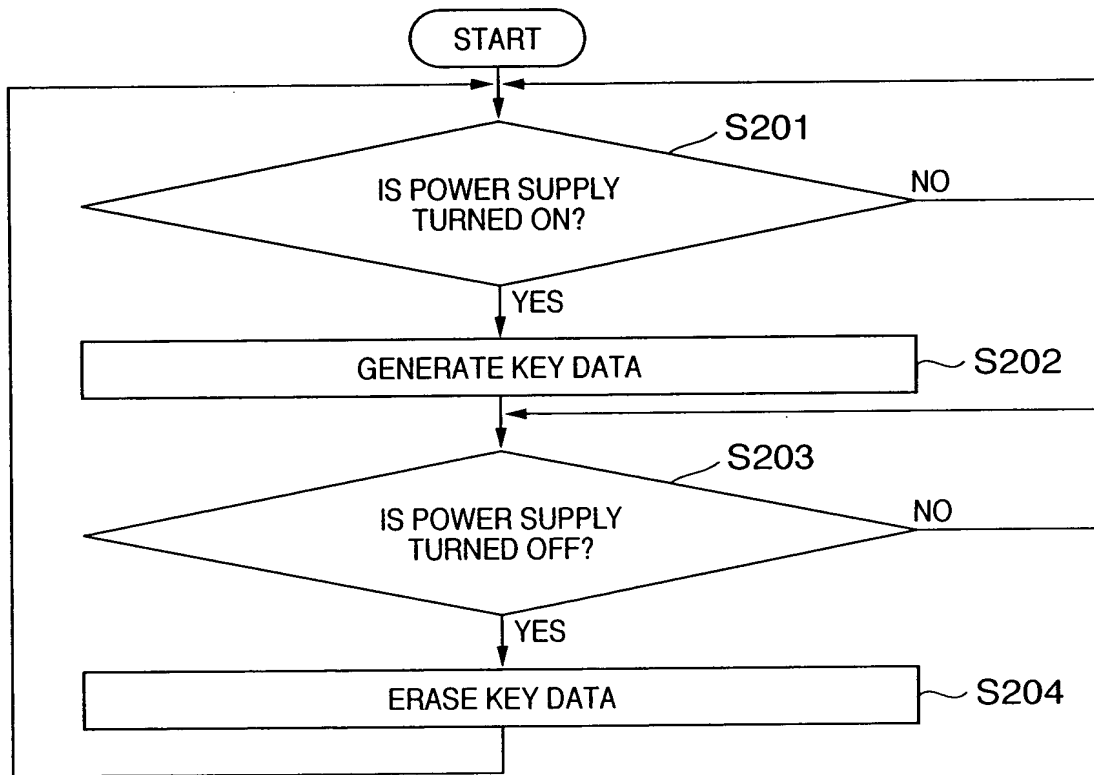 START
S201
IS POWER SUPPLY
TURNED ON?
NO
YES
GENERATE KEY DATA
S202
S203
IS POWER SUPPLY
TURNED OFF?
NO
YES
ERASE KEY DATA
S204